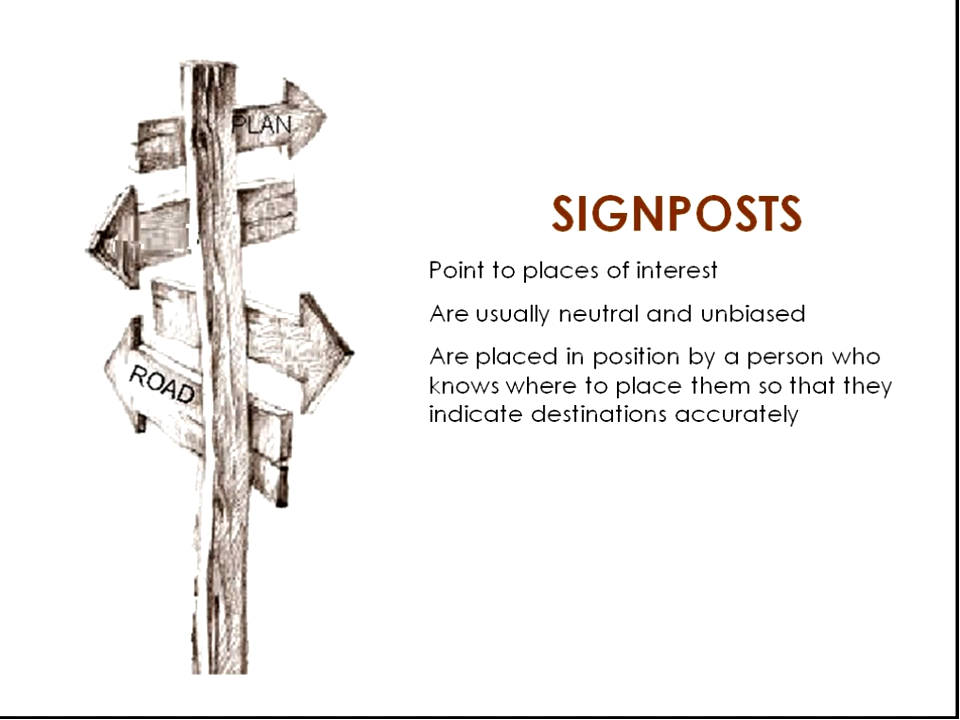 PLAN
ROAD
SIGNPOSTS
Point to places of interest
Are usually neutral and unbiased
Are placed in position by a person who
knows where to place them so that they
indicate destinations accurately